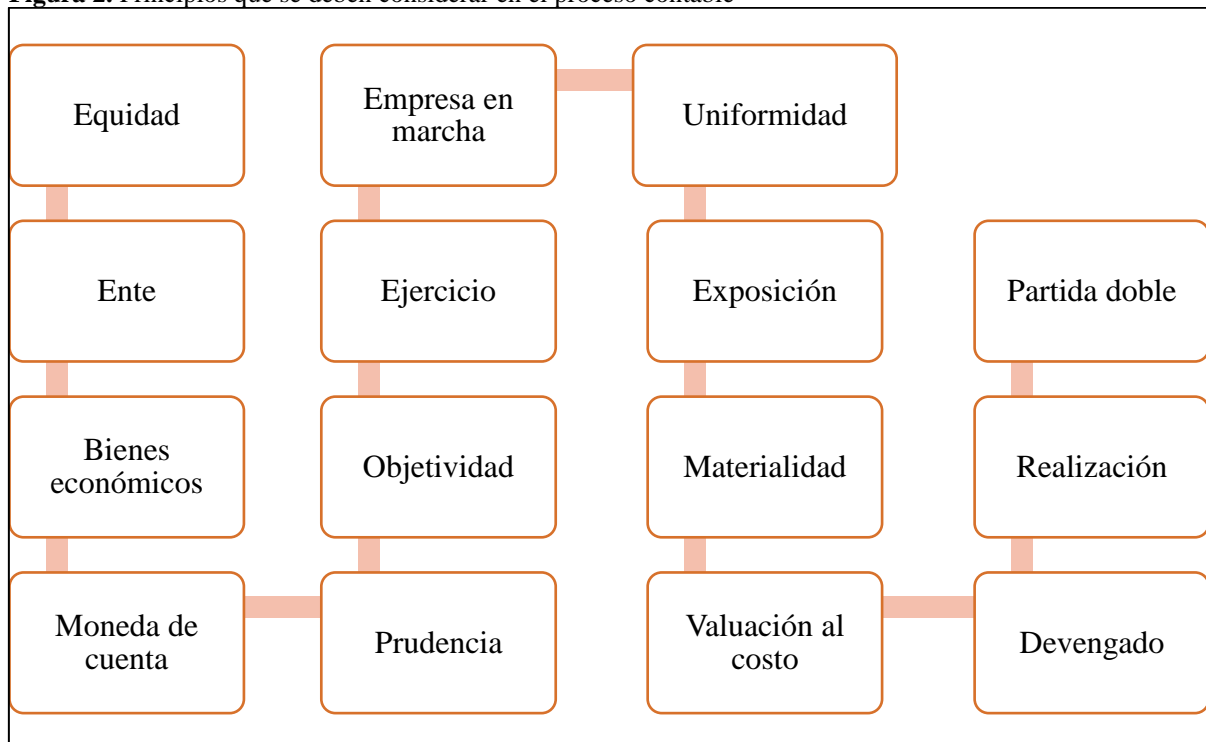 Figura 2. Principios que se deben considerar en el proceso contable
Equidad
Ente
Bienes
económicos
Moneda de
cuenta
Prudencia
Objetividad
Ejercicio
Empresa en
marcha
Uniformidad
Exposición
Materialidad
Valuación al
costo
Devengado
Realización
Partida doble